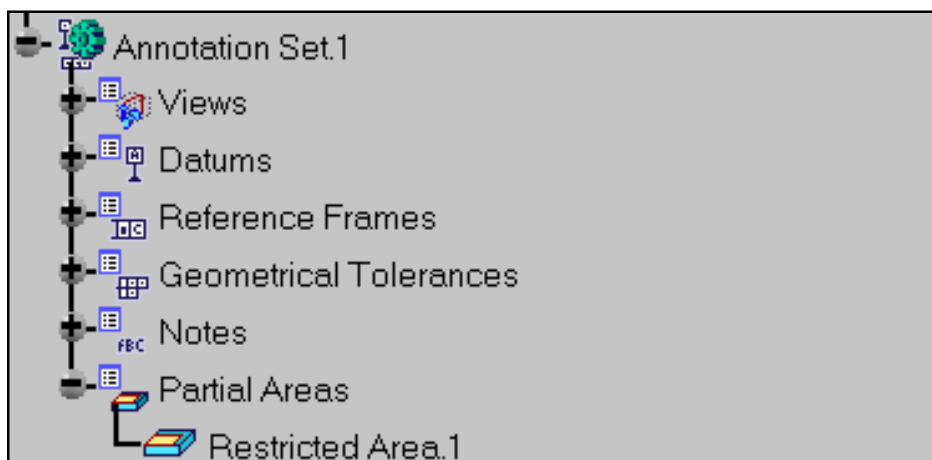 Annotation Set.1
Views
Datums
Reference Frames
Geometrical Tolerances
Notes
Partial Areas
Restricted Area.1